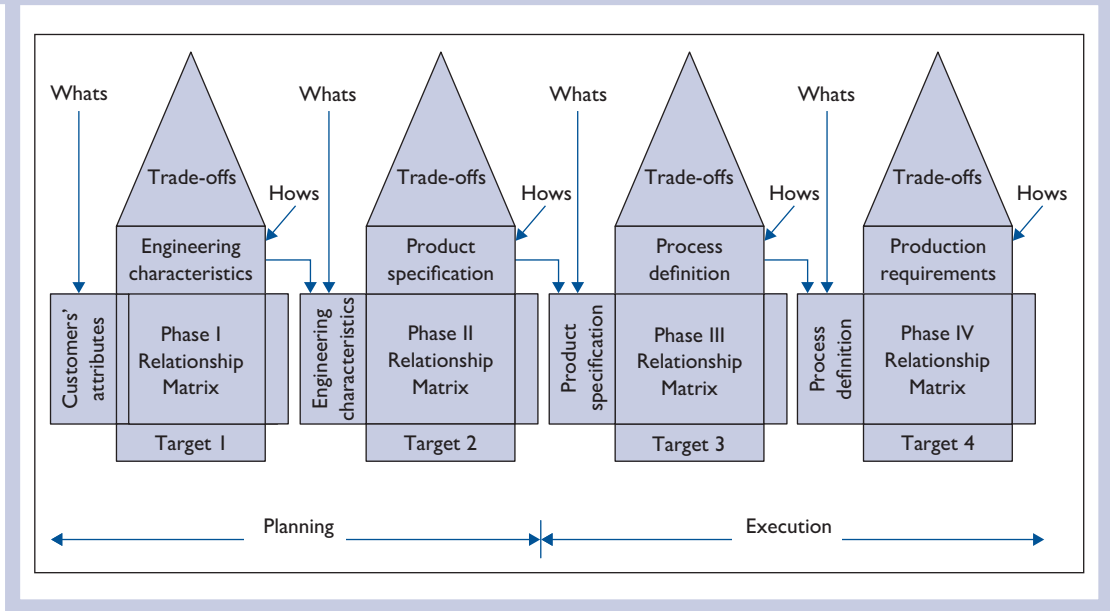 Whats
Whats
Whats
Whats
Trade-offs
Trade-offs
Trade-offs
Trade-offs
Hows
Hows
Hows
Hows
Engineering
characteristics
Product
specification
Process
definition
Production
requirements
Customers’
attributes
Phase I
Relationship
Matrix
Engineering
characteristics
Phase II
Relationship
Matrix
Product
specification
Phase III
Relationship
Matrix
Process
definition
Phase IV
Relationship
Matrix
Target 1
Target 2
Target 3
Target 4
Planning
Execution